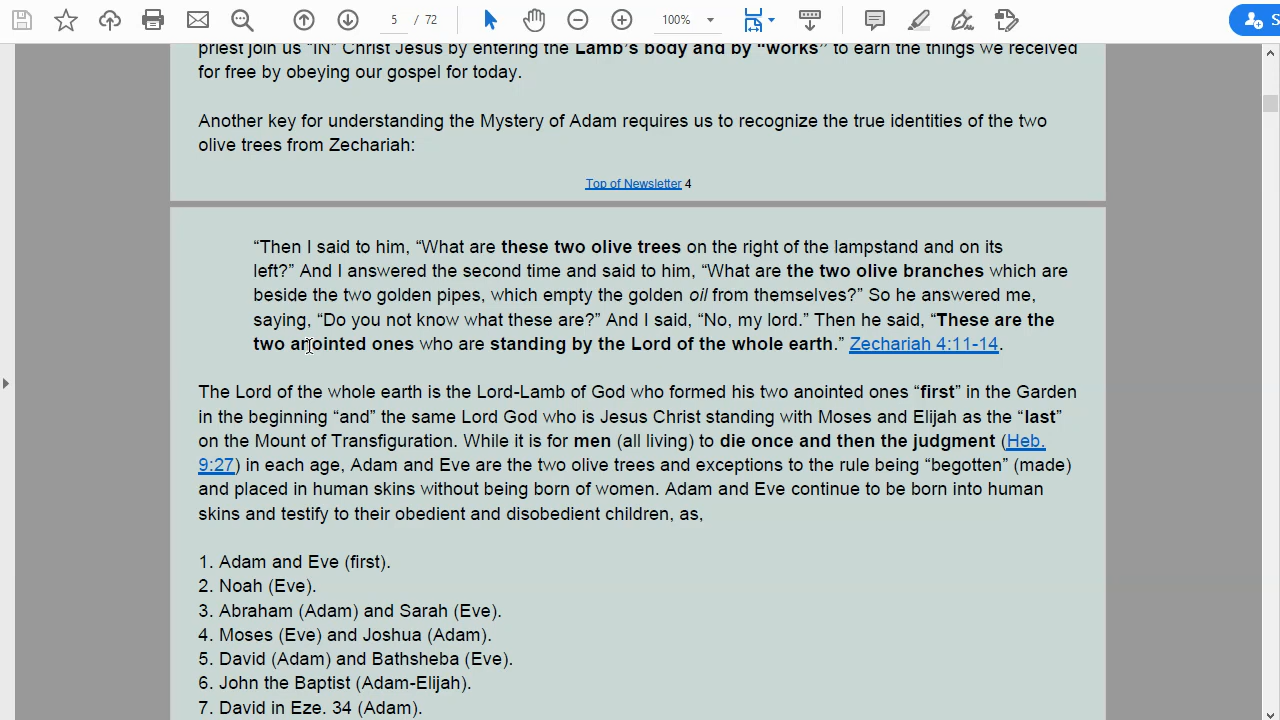 5 / 72 100% S
priest join us “IN” Christ Jesus by entering the Lamb’s body and by “works” to earn the things we received
for free by obeying our gospel for today.
Another key for understanding the Mystery of Adam requires us to recognize the true identities of the two
olive trees from Zechariah:
Top of Newsletter 4
“Then I said to him, “What are these two olive trees on the right of the lampstand and on its
left?” And I answered the second time and said to him, “What are the two olive branches which are
beside the two golden pipes, which empty the golden oil from themselves?” So he answered me,
saying, “Do you not know what these are?” And I said, “No, my lord.” Then he said, “These are the
two anointed ones who are standing by the Lord of the whole earth.” Zechariah 4:11-14.
The Lord of the whole earth is the Lord-Lamb of God who formed his two anointed ones “first” in the Garden
in the beginning “and” the same Lord God who is Jesus Christ standing with Moses and Elijah as the “last”
on the Mount of Transfiguration. While it is for men (all living) to die once and then the judgment (Heb.
9:27) in each age, Adam and Eve are the two olive trees and exceptions to the rule being “begotten” (made)
and placed in human skins without being born of women. Adam and Eve continue to be born into human
skins and testify to their obedient and disobedient children, as,
1. Adam and Eve (first).
2. Noah (Eve).
3. Abraham (Adam) and Sarah (Eve).
4. Moses (Eve) and Joshua (Adam).
5. David (Adam) and Bathsheba (Eve).
6. John the Baptist (Adam-Elijah).
7. David in Eze. 34 (Adam).